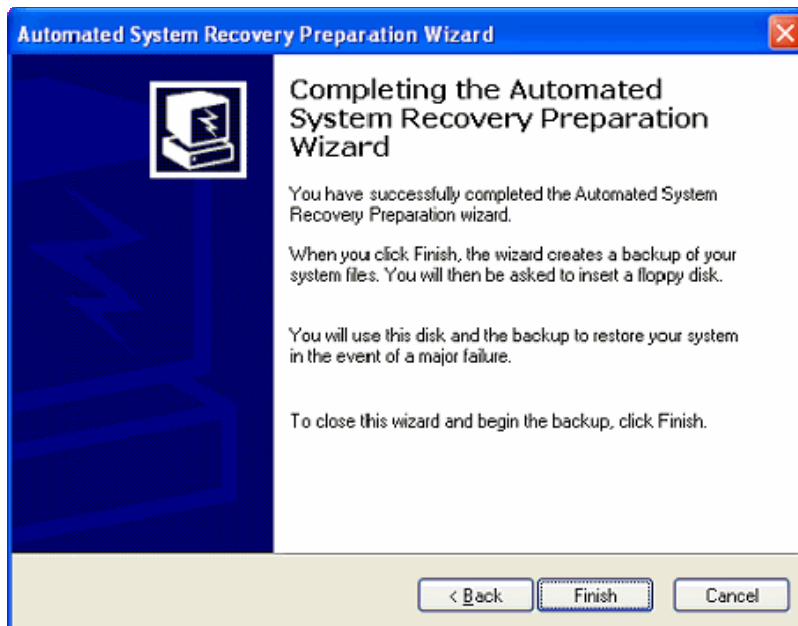 Automated System Recovery Preparation Wizard
Completing the Automated
System Recovery Preparation
Wizard
You have successfully completed the Automated System
Recovery Preparation wizard.
When you click Finish, the wizard creates a backup of your
system files. You will then be asked to insert a floppy disk.
You will use this disk and the backup to restore your system
in the event of a major failure.
To close this wizard and begin the backup, click Finish.
< Back Finish Cancel